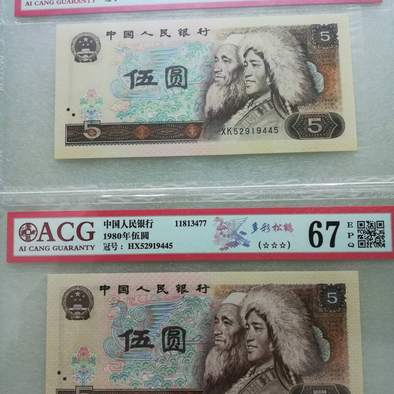 AI CANG GUARANTY
中国人民银行
5
伍圆
XK52919445
5
5
ACG
AI CANG GUARANTY
中国人民银行 11813477
1980年伍圆
冠号: HX52919445
多彩松鹤
(☆☆☆)
67
E
P
Q
中国人民银行
5
伍圆
5